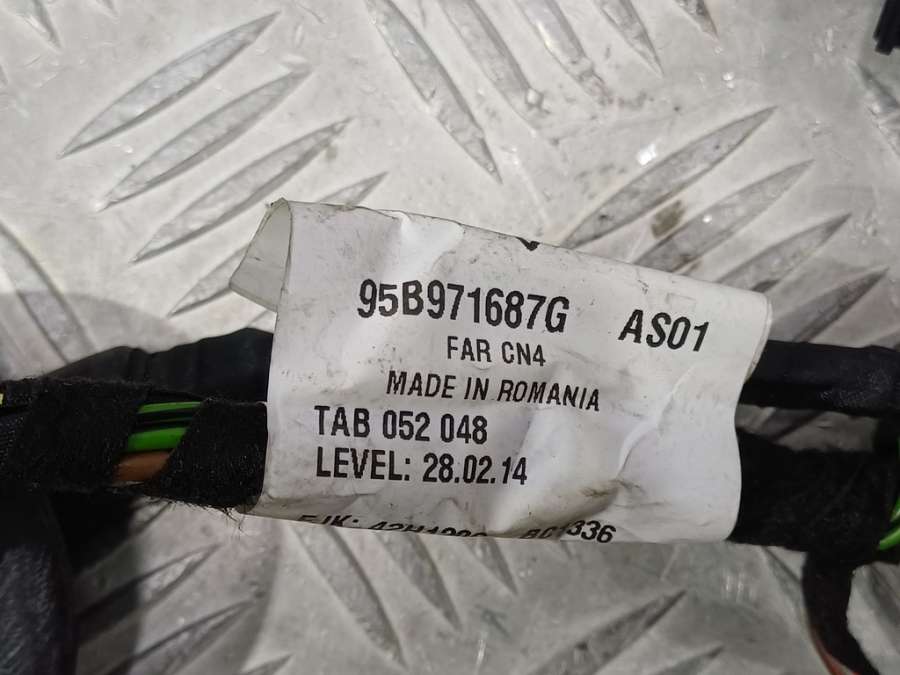 95B971687G AS01
FAR CN4
MADE IN ROMANIA
TAB 052 048
LEVEL: 28.02.14